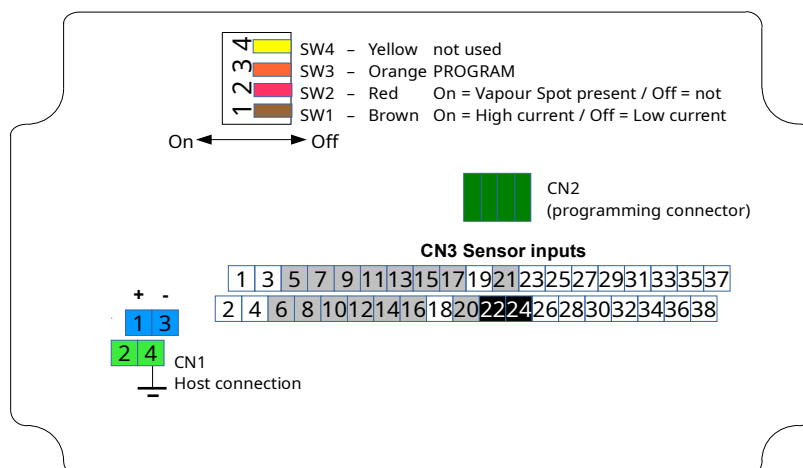 4 SW4 – Yellow not used
3 SW3 – Orange PROGRAM
2 SW2 – Red On = Vapour Spot present / Off = not
1 SW1 – Brown On = High current / Off = Low current
On Off
CN2
(programming connector)
CN3 Sensor inputs
1 3 5 7 9 11 13 15 17 19 21 23 25 27 29 31 33 35 37
2 4 6 8 10 12 14 16 18 20 22 24 26 28 30 32 34 36 38
+ -
1 3
2 4
CN1
Host connection